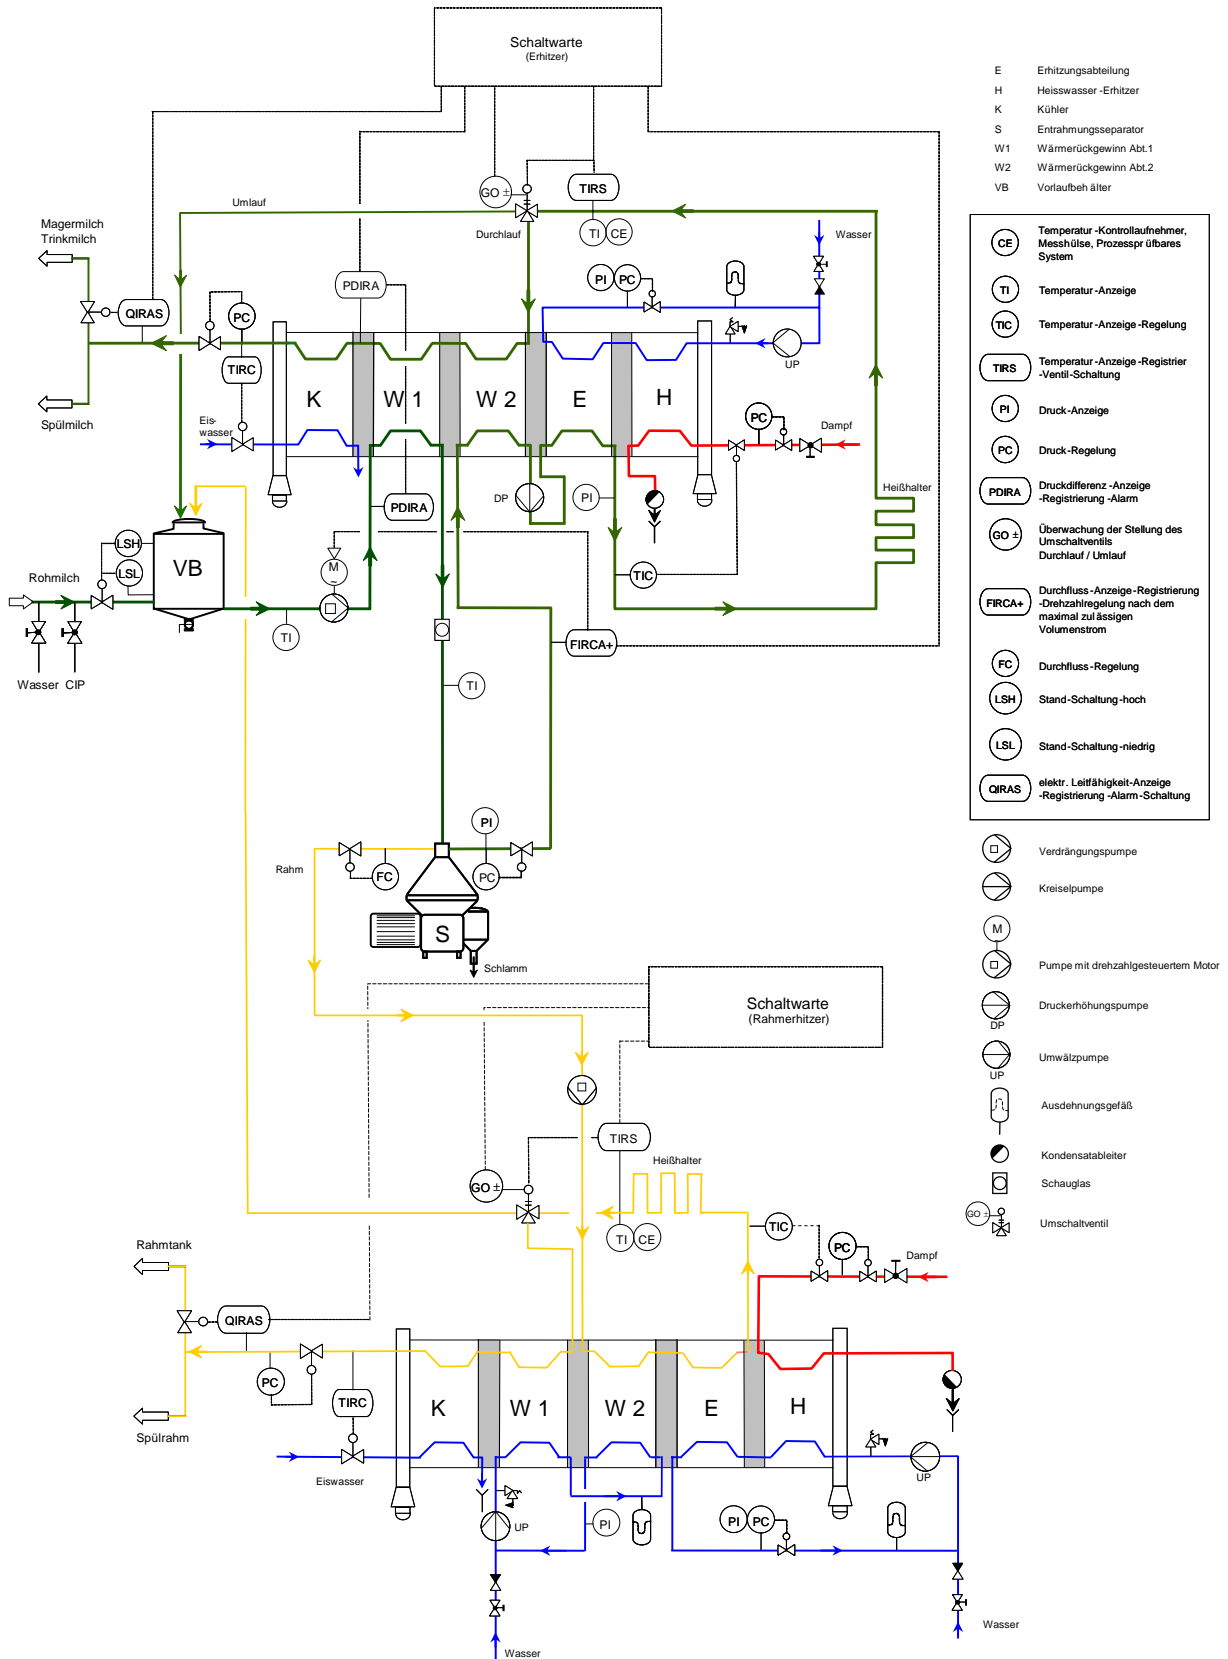 Schaltwarte
(Erhitzer)
E Erhitzungsabteilung
H Heisswasser -Erhitzer
K Kühler
S Entrahmungsseparator
W1 Wärmerückgewinn Abt.1
W2 Wärmerückgewinn Abt.2
VB Vorlaufbeh älter
GO ±
TIRS
TI CE
Umlauf
Durchlauf
Wasser
Magermilch
Trinkmilch
QIRAS
PC
PDIRA
PI PC
UP
TIRC
K W 1 W 2 E H
Spülmilch
Eis-
wasser
PC
Dampf
DP
PI
PDIRA
Heißhalter
LSH
LSL
VB
M
~
TIC
Rohmilch
TI
FIRCA+
Wasser CIP
TI
PI
FC
PC
Rahm
S
Schlamm
CE Temperatur -Kontrollaufnehmer,
Messhülse, Prozesspr üfbares
System
TI Temperatur -Anzeige
TIC Temperatur -Anzeige -Regelung
TIRS Temperatur -Anzeige -Registrier
-Ventil -Schaltung
PI Druck -Anzeige
PC Druck -Regelung
PDIRA Druckdifferenz -Anzeige
-Registrierung -Alarm
GO ± Überwachung der Stellung des
Umschaltventils
Durchlauf / Umlauf
FIRCA+ Durchfluss -Anzeige -Registrierung
-Drehzahlregelung nach dem
maximal zul ässigen
Volumenstrom
FC Durchfluss -Regelung
LSH Stand -Schaltung -hoch
LSL Stand -Schaltung -niedrig
QIRAS elektr. Leitfähigkeit -Anzeige
-Registrierung -Alarm -Schaltung
Verdrängungspumpe
Kreiselpumpe
M
Pumpe mit drehzahlgesteuertem Motor
Druckerhöhungspumpe
DP
Umwälzpumpe
UP
Ausdehnungsgefäß
Kondensatableiter
Schauglas
GO ± Umschaltventil
Schaltwarte
(Rahmerhitzer)
TIRS
Heißhalter
GO ±
TI CE
TIC
PC
Dampf
Rahmtank
QIRAS
PC
TIRC
K W 1 W 2 E H
Spülrahm
Eiswasser
UP
PI
PI PC
UP
Wasser
Wasser